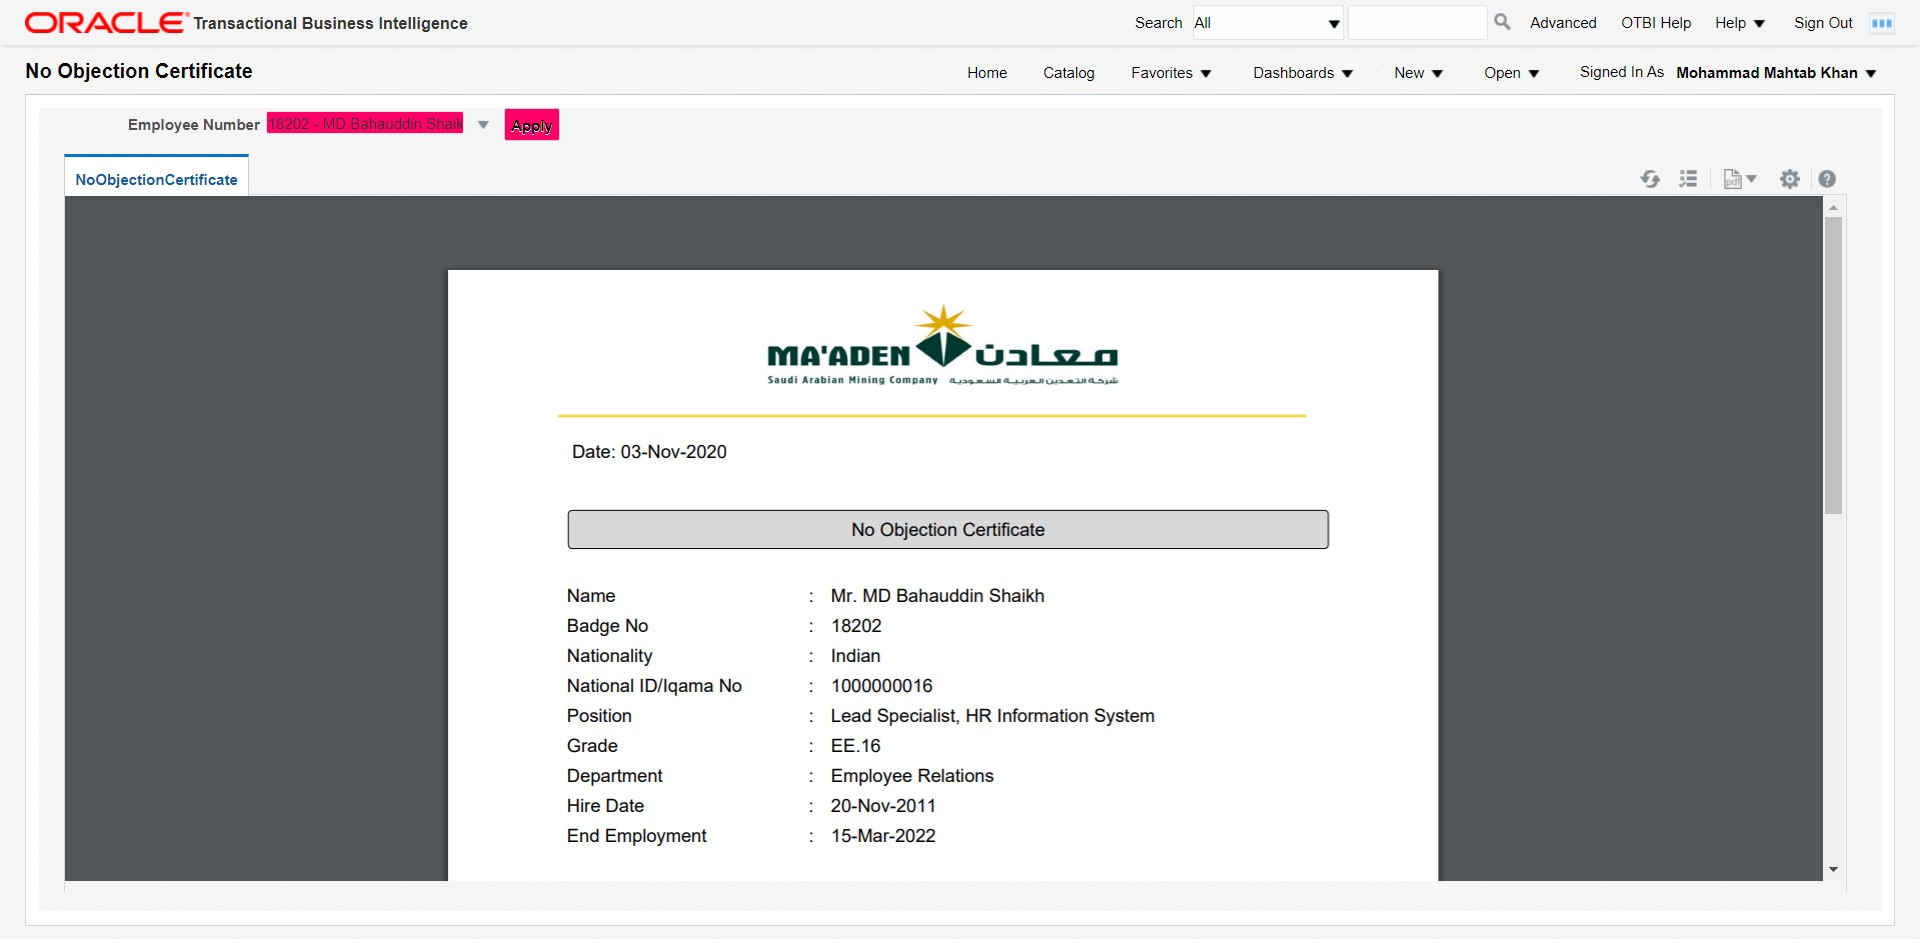 ORACLE Transactional Business Intelligence
Search All Advanced OTBI Help Help Sign Out
No Objection Certificate
Home Catalog Favorites Dashboards New Open Signed In As Mohammad Mahtab Khan
Employee Number 18202 - MD Bahauddin Shaik Apply
NoObjectionCertificate
pdf
MA'ADEN معادن
Saudi Arabian Mining Company شركة التعدين العربية السعودية
Date: 03-Nov-2020
No Objection Certificate
Name : Mr. MD Bahauddin Shaikh
Badge No : 18202
Nationality : Indian
National ID/Iqama No : 1000000016
Position : Lead Specialist, HR Information System
Grade : EE.16
Department : Employee Relations
Hire Date : 20-Nov-2011
End Employment : 15-Mar-2022